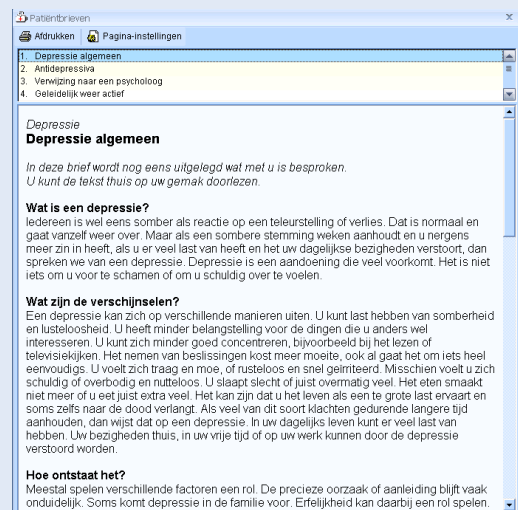 Patiëntbrieven
Afdrukken Pagina-instellingen
1. Depressie algemeen
2. Antidepressiva
3. Verwijzing naar een psycholoog
4. Geleidelijk weer actief
Depressie
Depressie algemeen
In deze brief wordt nog eens uitgelegd wat met u is besproken.
U kunt de tekst thuis op uw gemak doorlezen.
Wat is een depressie?
Iedereen is wel eens somber als reactie op een teleurstelling of verlies. Dat is normaal en
gaat vanzelf weer over. Maar als een sombere stemming weken aanhoudt en u nergens
meer zin in heeft, als u er veel last van heeft en het uw dagelijkse bezigheden verstoort, dan
spreken we van een depressie. Depressie is een aandoening die veel voorkomt. Het is niet
iets om u voor te schamen of om u schuldig over te voelen.
Wat zijn de verschijnselen?
Een depressie kan zich op verschillende manieren uiten. U kunt last hebben van somberheid
en lusteloosheid. U heeft minder belangstelling voor de dingen die u anders wel
interesseren. U kunt zich minder goed concentreren, bijvoorbeeld bij het lezen of
televisiekijken. Het nemen van beslissingen kost meer moeite, ook al gaat het om iets heel
eenvoudigs. U voelt zich traag en moe, of rusteloos en snel geïrriteerd. Misschien voelt u zich
schuldig of overbodig en nutteloos. U slaapt slecht of juist overmatig veel. Het eten smaakt
niet meer of u eet juist extra veel. Het kan zijn dat u het leven als een te grote last ervaart en
soms zelfs naar de dood verlangt. Als veel van dit soort klachten gedurende langere tijd
aanhouden, dan wijst dat op een depressie. In uw dagelijks leven kunt er veel last van
hebben. Uw bezigheden thuis, in uw vrije tijd of op uw werk kunnen door de depressie
verstoord worden.
Hoe ontstaat het?
Meestal spelen verschillende factoren een rol. De precieze oorzaak of aanleiding blijft vaak
onduidelijk. Soms komt depressie in de familie voor. Erfelijkheid kan daarbij een rol spelen.